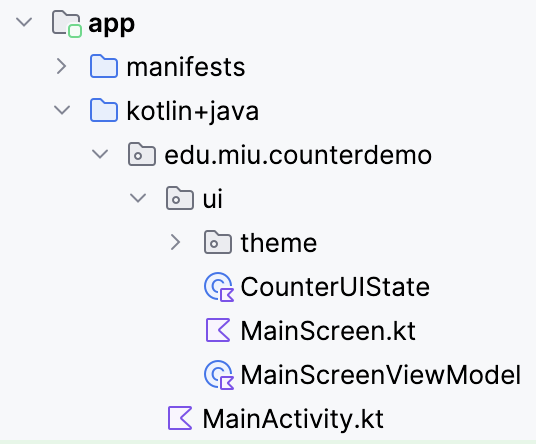 app
manifests
kotlin+java
edu.miu.counterdemo
ui
theme
CounterUIState
MainScreen.kt
MainScreenViewModel
MainActivity.kt